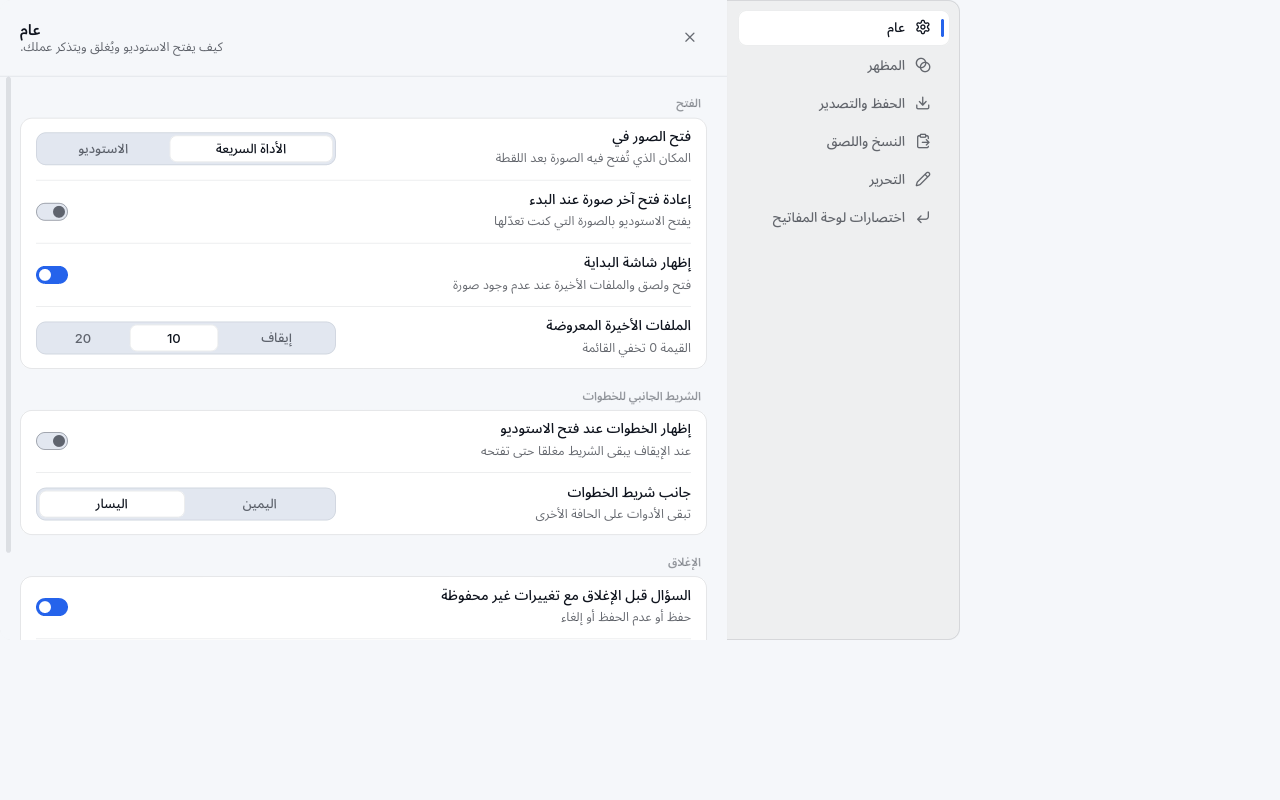 عام
المظهر
الحفظ والتصدير
النسخ واللصق
التحرير
اختصارات لوحة المفاتيح
عام
كيف يفتح الاستوديو ويُغلق ويتذكر عملك.
الفتح
فتح الصور في
المكان الذي تُفتح فيه الصورة بعد اللقطة
الأداة السريعة
الاستوديو
إعادة فتح آخر صورة عند البدء
يفتح الاستوديو بالصورة التي كنت تعدّلها
إظهار شاشة البداية
فتح ولصق والملفات الأخيرة عند عدم وجود صورة
الملفات الأخيرة المعروضة
القيمة 0 تخفي القائمة
إيقاف
10
20
الشريط الجانبي للخطوات
إظهار الخطوات عند فتح الاستوديو
عند الإيقاف يبقى الشريط مغلقا حتى تفتحه
جانب شريط الخطوات
تبقى الأدوات على الحافة الأخرى
اليمين
اليسار
الإغلاق
السؤال قبل الإغلاق مع تغييرات غير محفوظة
حفظ أو عدم الحفظ أو إلغاء